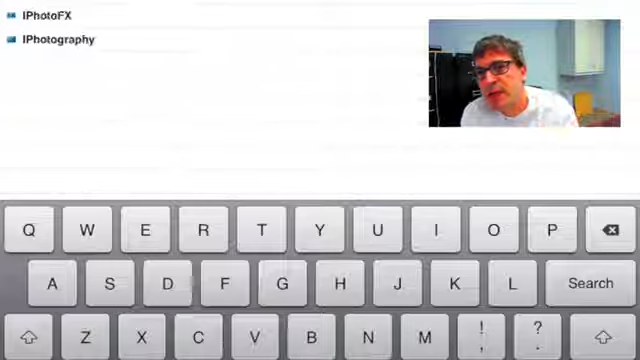 IPhotoFX
IPhotography
Q W E R T Y U I O P
A S D F G H J K L Search
Z X C V B N M ! , ? .